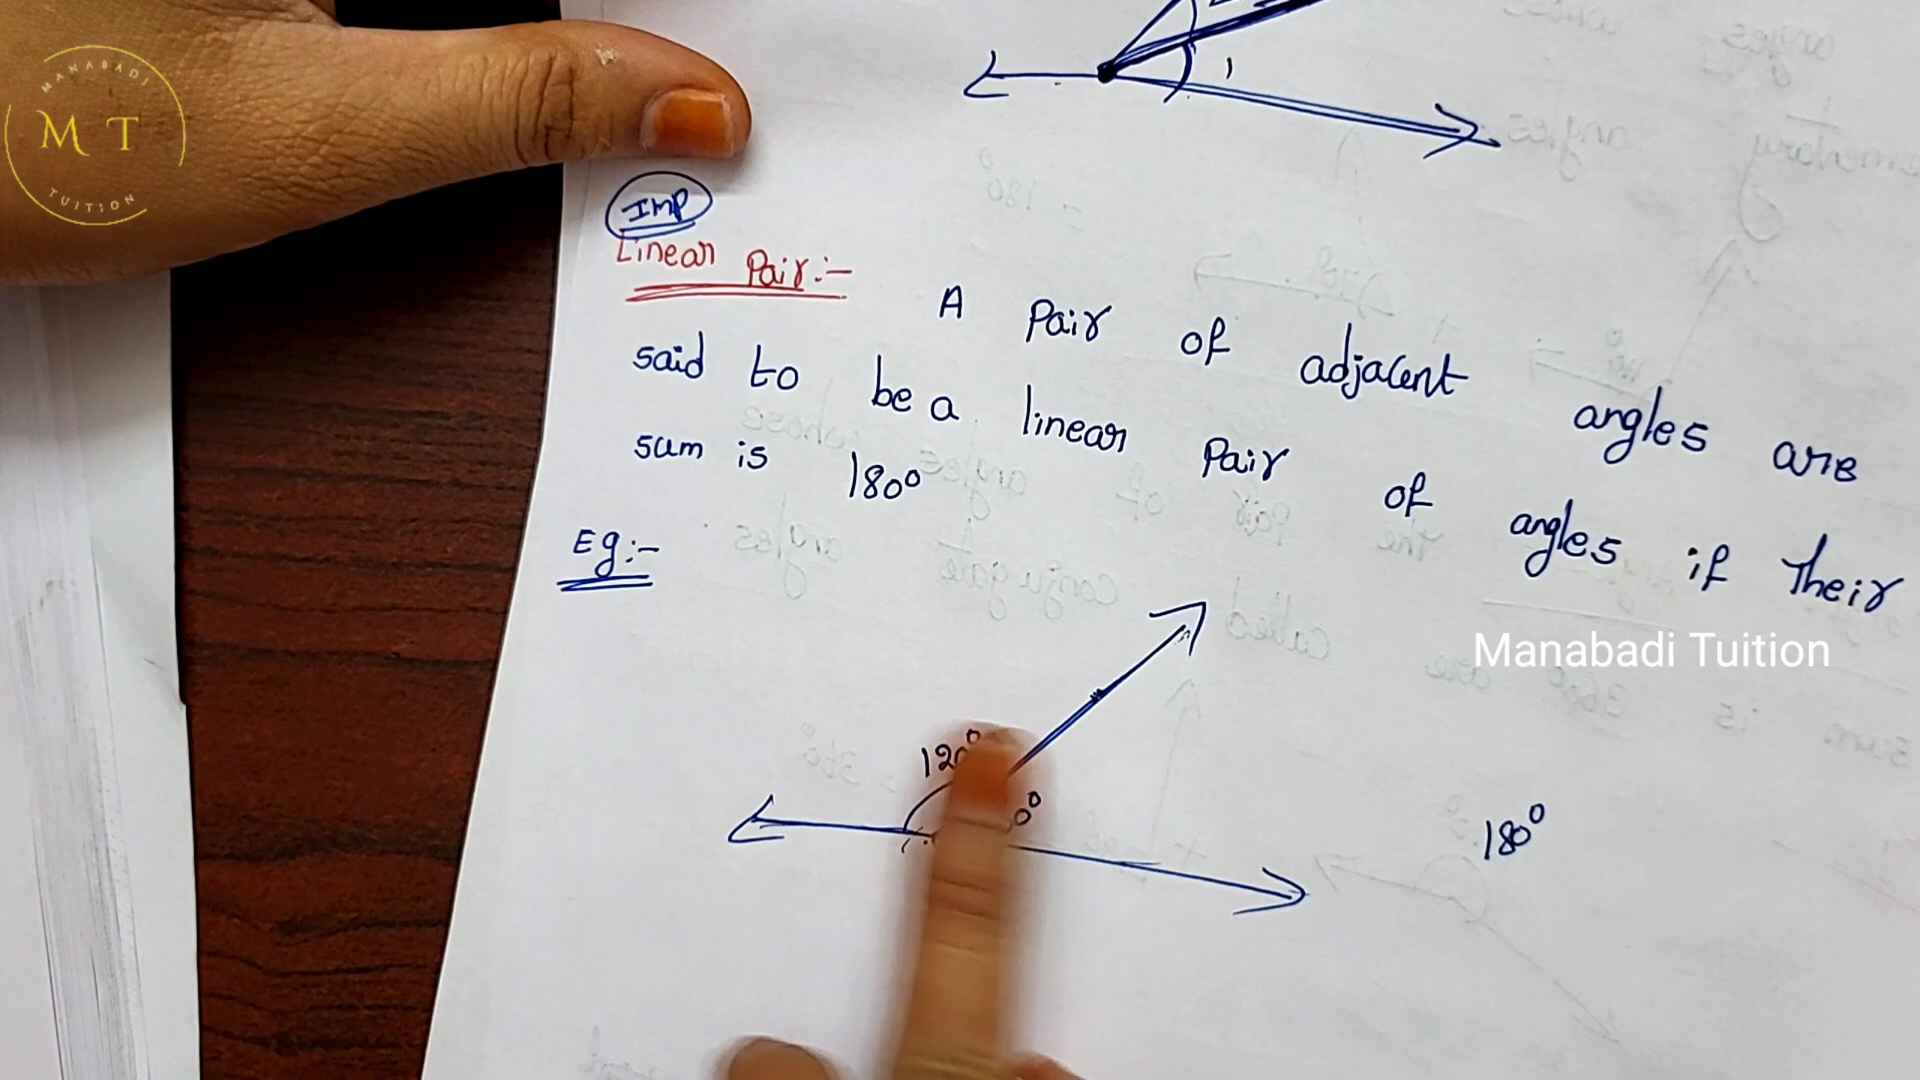 MANABADI
M T
TUITION
1
Imp
Linear Pair:-
A Pair of adjacent angles are
said to be a linear Pair of angles if Their
sum is 180°
Eg:-
Manabadi Tuition
180°